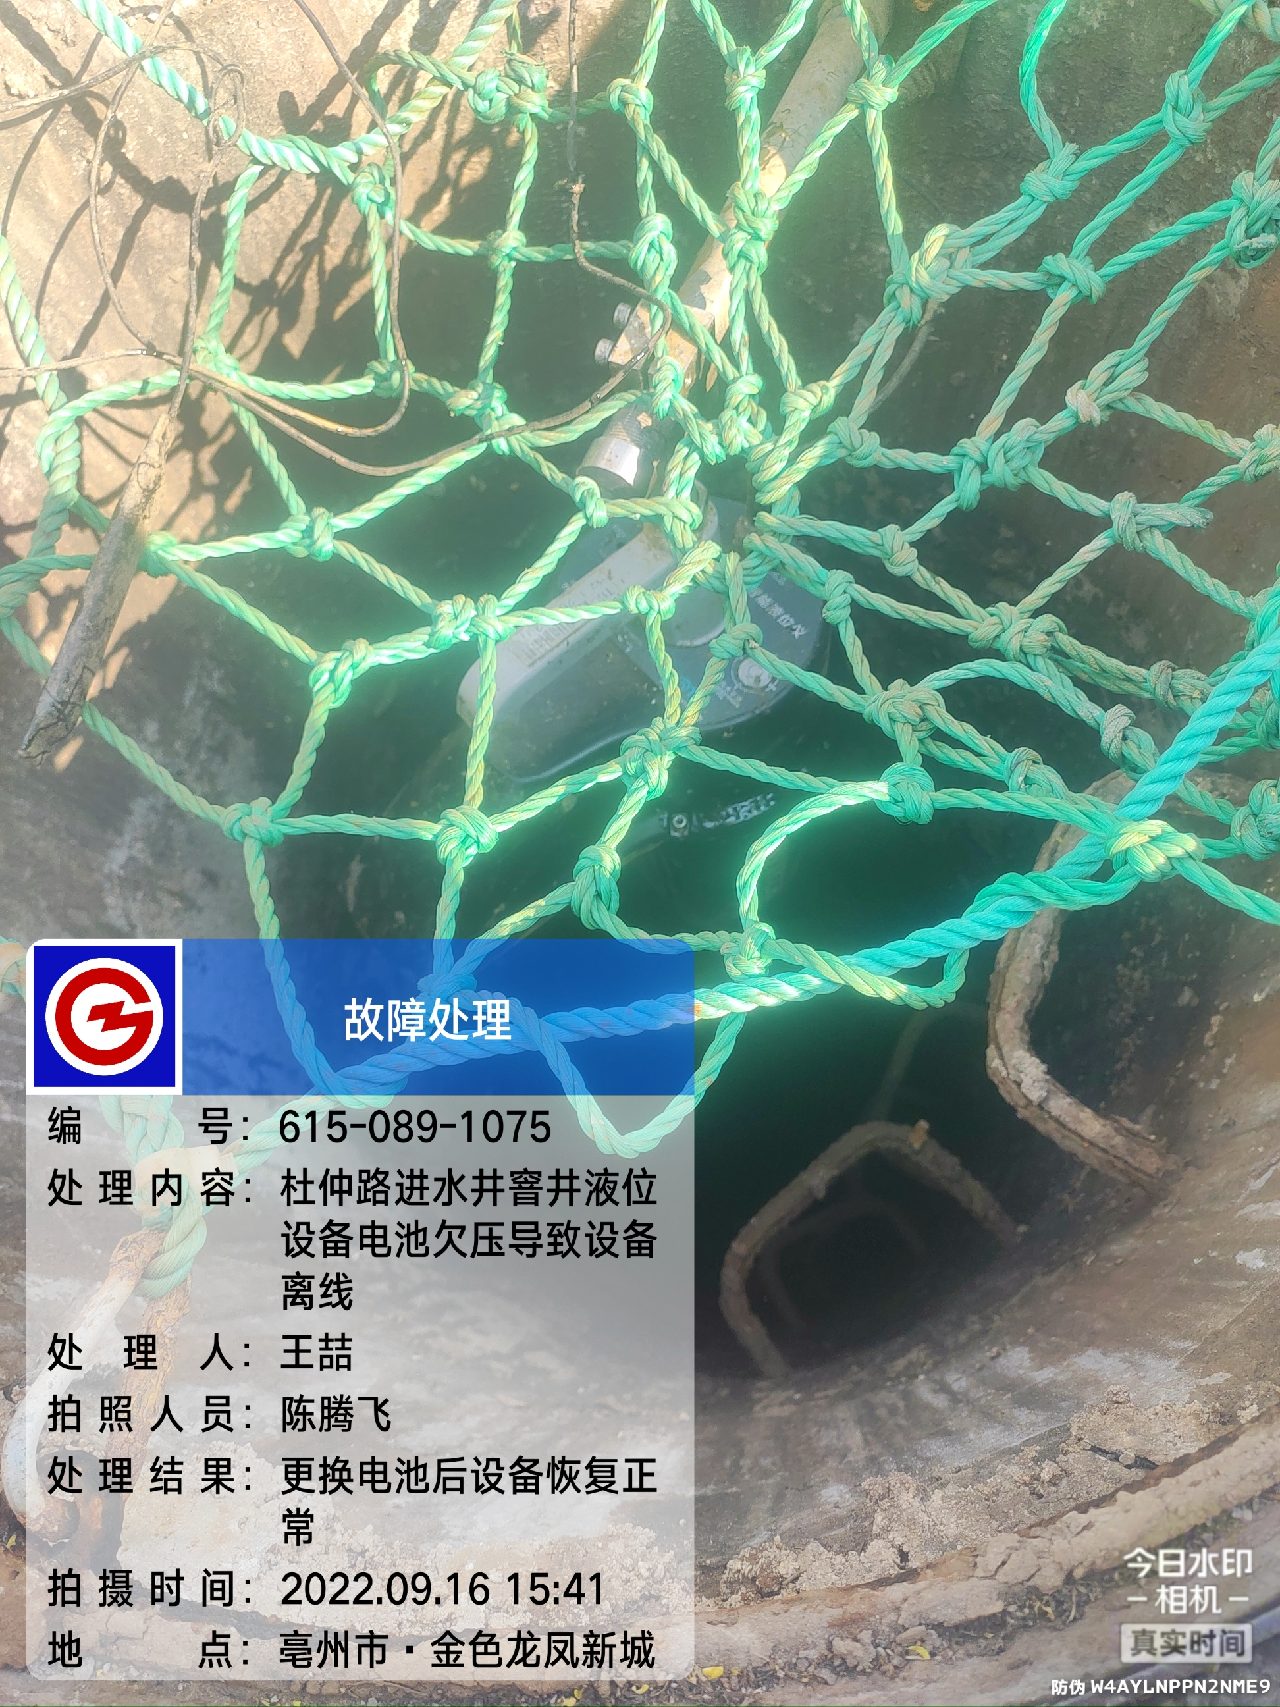 故障处理
编号：615-089-1075
处理内容：杜仲路进水井窨井液位
设备电池欠压导致设备
离线
处理人：王喆
拍照人员：陈腾飞
处理结果：更换电池后设备恢复正
常
拍摄时间：2022.09.16 15:41
地点：亳州市·金色龙凤新城
今日水印
相机
真实时间
防伪 W4AYLNPPN2NME9